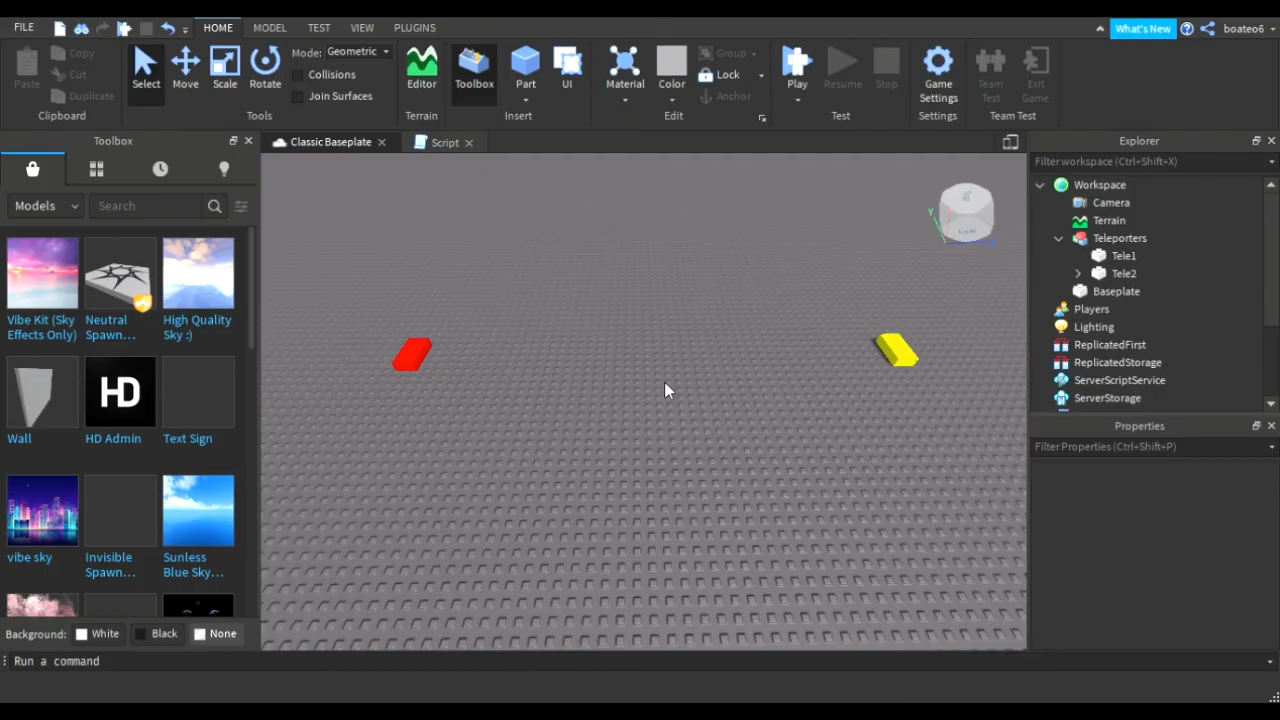 FILE
HOME
MODEL
TEST
VIEW
PLUGINS
What's New
boateo6
Paste
Copy
Cut
Duplicate
Clipboard
Select
Move
Scale
Rotate
Mode: Geometric
Collisions
Join Surfaces
Tools
Editor
Terrain
Toolbox
Part
UI
Insert
Material
Color
Group
Lock
Anchor
Edit
Play
Resume
Stop
Test
Game
Settings
Settings
Team
Test
Exit
Game
Team Test
Toolbox
Classic Baseplate
Script
Models
Search
Vibe Kit (Sky
Effects Only)
Neutral
Spawn...
High Quality
Sky :)
Wall
HD
HD Admin
Text Sign
vibe sky
Invisible
Spawn...
Sunless
Blue Sky...
Background:
White
Black
None
Y
Left
Explorer
Filter workspace (Ctrl+Shift+X)
Workspace
Camera
Terrain
Teleporters
Tele1
Tele2
Baseplate
Players
Lighting
ReplicatedFirst
ReplicatedStorage
ServerScriptService
ServerStorage
Properties
Filter Properties (Ctrl+Shift+P)
Run a command